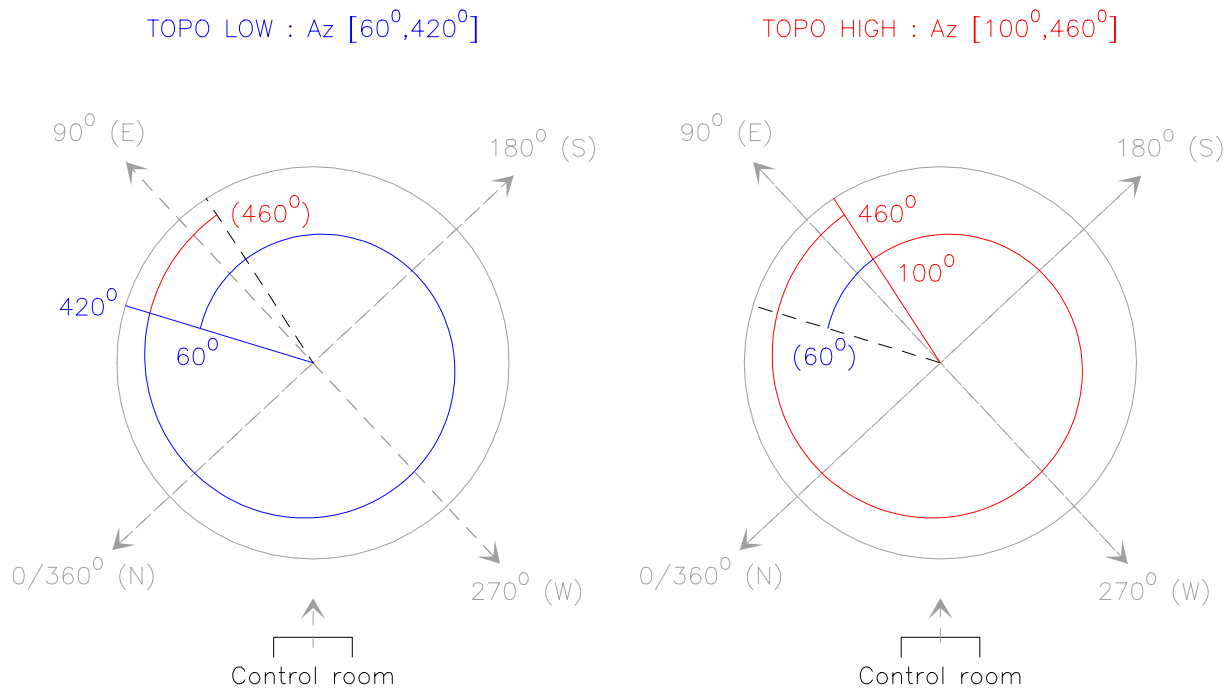 TOPO LOW : Az [60⁰,420⁰]
90⁰ (E)
180⁰ (S)
(460⁰)
420⁰
60⁰
0/360⁰ (N)
270⁰ (W)
Control room
TOPO HIGH : Az [100⁰,460⁰]
90⁰ (E)
180⁰ (S)
460⁰
100⁰
(60⁰)
0/360⁰ (N)
270⁰ (W)
Control room